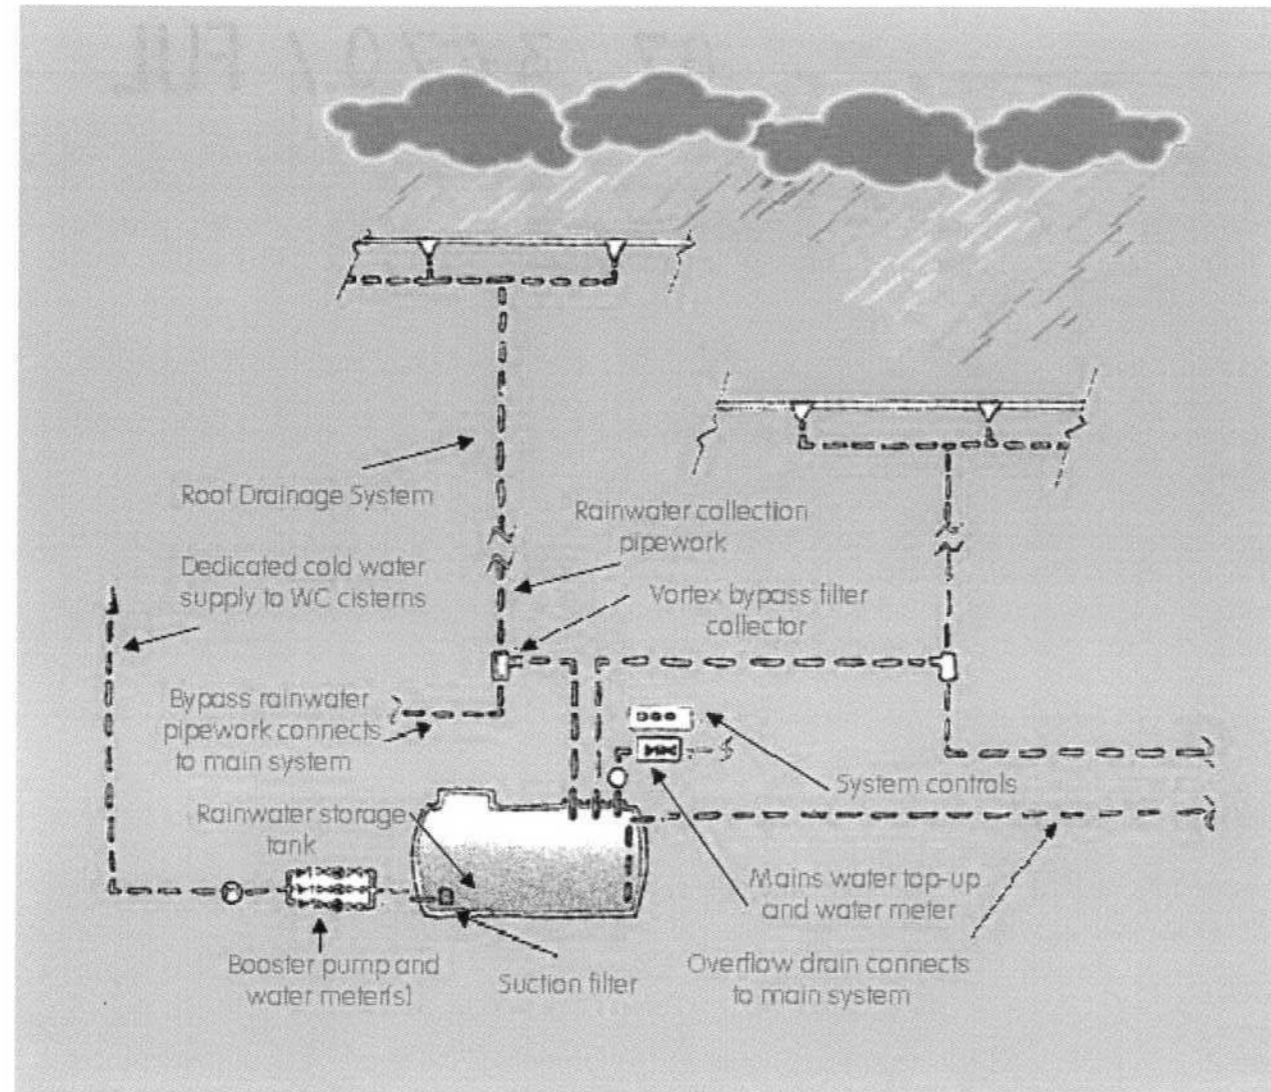 Roof Drainage System
Rainwater collection
pipework
Dedicated cold water
supply to WC cisterns
Vortex bypass filter
collector
Bypass rainwater
pipework connects
to main system
System controls
Rainwater storage
tank
Mains water top-up
and water meter
Booster pump and
water meter(s)
Suction filter
Overflow drain connects
to main system